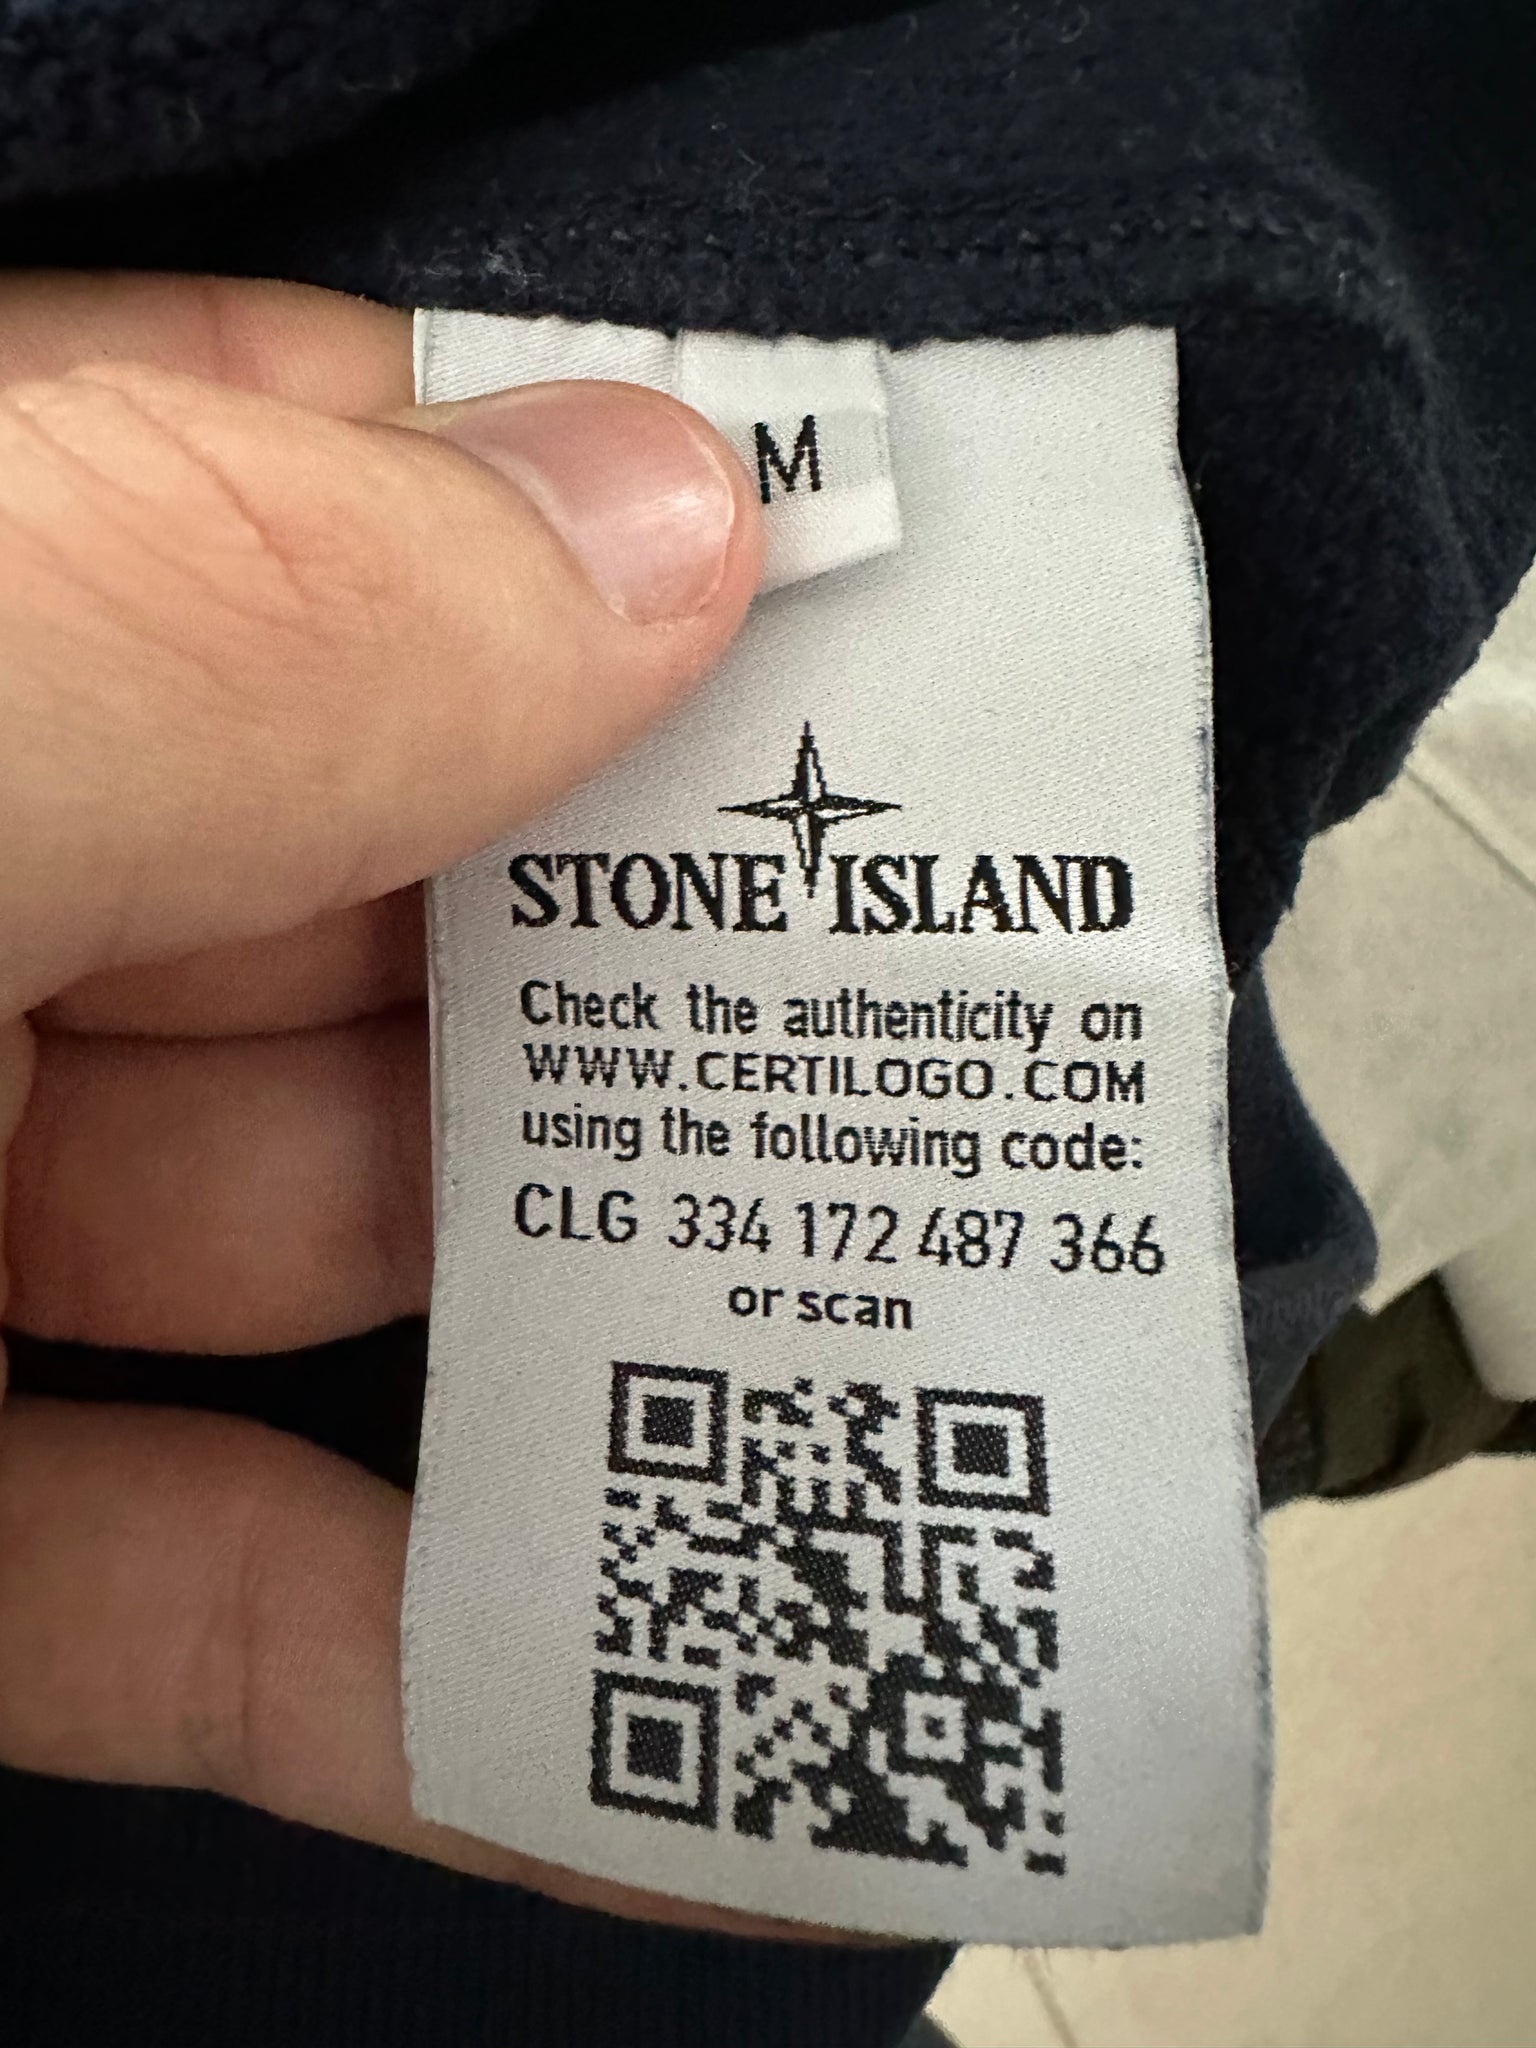 M
STONE ISLAND
Check the authenticity on
WWW.CERTILOGO.COM
using the following code:
CLG 334 172 487 366
or scan